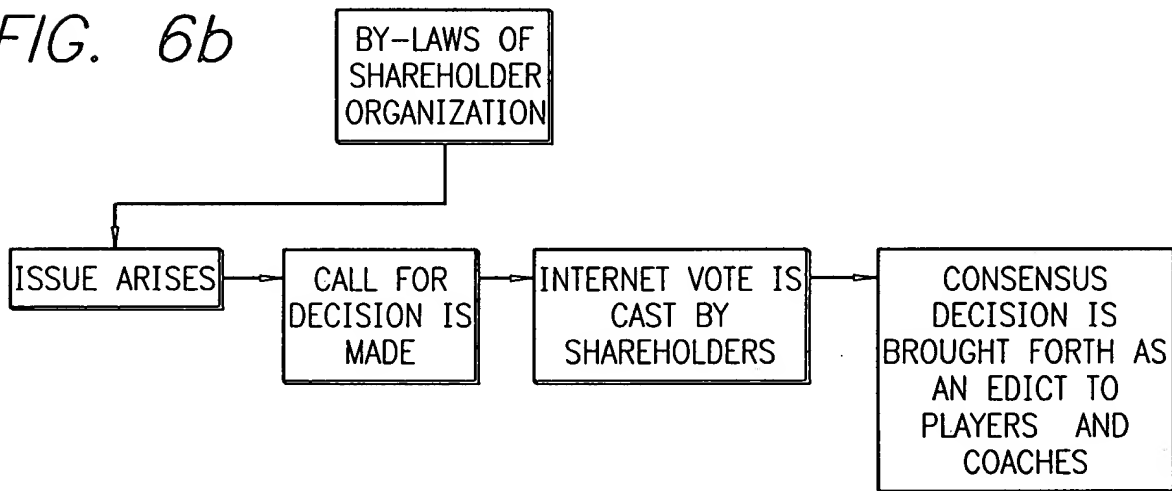 FIG. 6b
BY-LAWS OF
SHAREHOLDER
ORGANIZATION
ISSUE ARISES
CALL FOR
DECISION IS
MADE
INTERNET VOTE IS
CAST BY
SHAREHOLDERS
CONSENSUS
DECISION IS
BROUGHT FORTH AS
AN EDICT TO
PLAYERS AND
COACHES